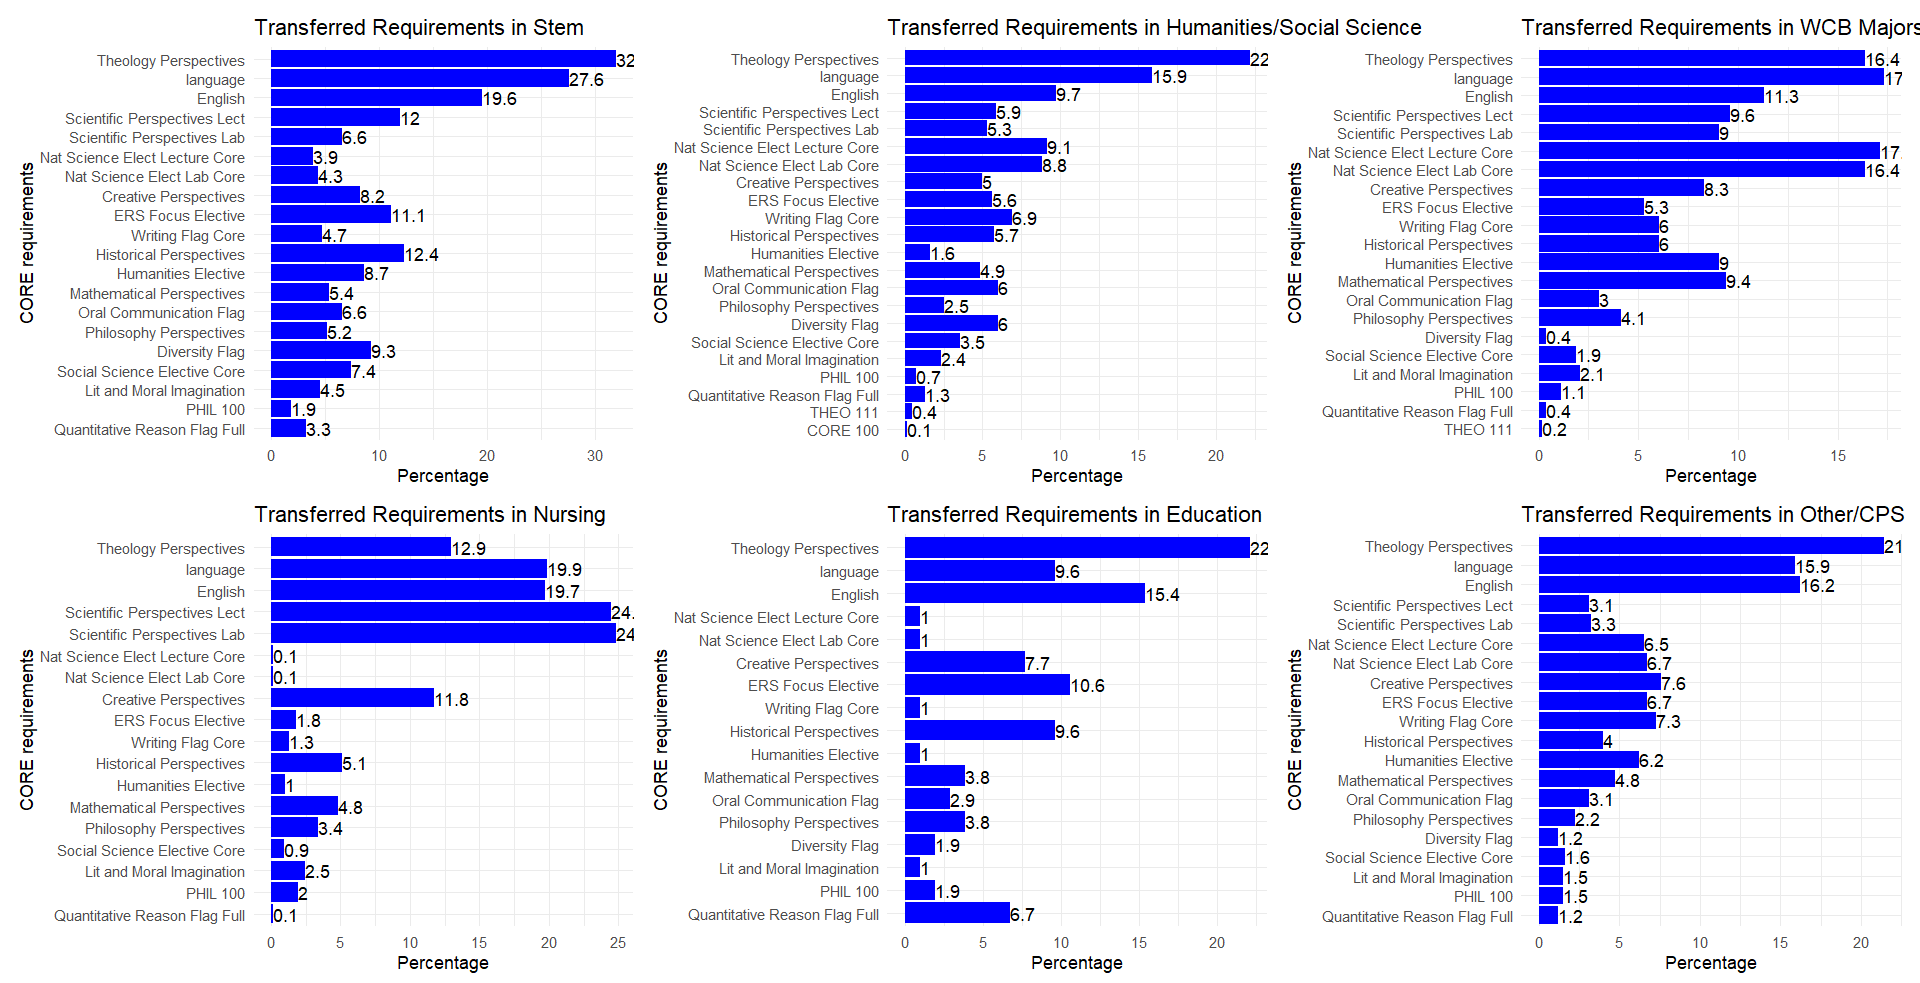 Transferred Requirements in Stem
CORE requirements
Theology Perspectives 32
language 27.6
English 19.6
Scientific Perspectives Lect 12
Scientific Perspectives Lab 6.6
Nat Science Elect Lecture Core 3.9
Nat Science Elect Lab Core 4.3
Creative Perspectives 8.2
ERS Focus Elective 11.1
Writing Flag Core 4.7
Historical Perspectives 12.4
Humanities Elective 8.7
Mathematical Perspectives 5.4
Oral Communication Flag 6.6
Philosophy Perspectives 5.2
Diversity Flag 9.3
Social Science Elective Core 7.4
Lit and Moral Imagination 4.5
PHIL 100 1.9
Quantitative Reason Flag Full 3.3
0 10 20 30
Percentage
Transferred Requirements in Humanities/Social Science
CORE requirements
Theology Perspectives 22
language 15.9
English 9.7
Scientific Perspectives Lect 5.9
Scientific Perspectives Lab 5.3
Nat Science Elect Lecture Core 9.1
Nat Science Elect Lab Core 8.8
Creative Perspectives 5
ERS Focus Elective 5.6
Writing Flag Core 6.9
Historical Perspectives 5.7
Humanities Elective 1.6
Mathematical Perspectives 4.9
Oral Communication Flag 6
Philosophy Perspectives 2.5
Diversity Flag 6
Social Science Elective Core 3.5
Lit and Moral Imagination 2.4
PHIL 100 0.7
Quantitative Reason Flag Full 1.3
THEO 111 0.4
CORE 100 0.1
0 5 10 15 20
Percentage
Transferred Requirements in WCB Majors
CORE requirements
Theology Perspectives 16.4
language 17
English 11.3
Scientific Perspectives Lect 9.6
Scientific Perspectives Lab 9
Nat Science Elect Lecture Core 17.
Nat Science Elect Lab Core 16.4
Creative Perspectives 8.3
ERS Focus Elective 5.3
Writing Flag Core 6
Historical Perspectives 6
Humanities Elective 9
Mathematical Perspectives 9.4
Oral Communication Flag 3
Philosophy Perspectives 4.1
Diversity Flag 0.4
Social Science Elective Core 1.9
Lit and Moral Imagination 2.1
PHIL 100 1.1
Quantitative Reason Flag Full 0.4
THEO 111 0.2
0 5 10 15
Percentage
Transferred Requirements in Nursing
CORE requirements
Theology Perspectives 12.9
language 19.9
English 19.7
Scientific Perspectives Lect 24.
Scientific Perspectives Lab 24
Nat Science Elect Lecture Core 0.1
Nat Science Elect Lab Core 0.1
Creative Perspectives 11.8
ERS Focus Elective 1.8
Writing Flag Core 1.3
Historical Perspectives 5.1
Humanities Elective 1
Mathematical Perspectives 4.8
Philosophy Perspectives 3.4
Social Science Elective Core 0.9
Lit and Moral Imagination 2.5
PHIL 100 2
Quantitative Reason Flag Full 0.1
0 5 10 15 20 25
Percentage
Transferred Requirements in Education
CORE requirements
Theology Perspectives 22
language 9.6
English 15.4
Nat Science Elect Lecture Core 1
Nat Science Elect Lab Core 1
Creative Perspectives 7.7
ERS Focus Elective 10.6
Writing Flag Core 1
Historical Perspectives 9.6
Humanities Elective 1
Mathematical Perspectives 3.8
Oral Communication Flag 2.9
Philosophy Perspectives 3.8
Diversity Flag 1.9
Lit and Moral Imagination 1
PHIL 100 1.9
Quantitative Reason Flag Full 6.7
0 5 10 15 20
Percentage
Transferred Requirements in Other/CPS
CORE requirements
Theology Perspectives 21
language 15.9
English 16.2
Scientific Perspectives Lect 3.1
Scientific Perspectives Lab 3.3
Nat Science Elect Lecture Core 6.5
Nat Science Elect Lab Core 6.7
Creative Perspectives 7.6
ERS Focus Elective 6.7
Writing Flag Core 7.3
Historical Perspectives 4
Humanities Elective 6.2
Mathematical Perspectives 4.8
Oral Communication Flag 3.1
Philosophy Perspectives 2.2
Diversity Flag 1.2
Social Science Elective Core 1.6
Lit and Moral Imagination 1.5
PHIL 100 1.5
Quantitative Reason Flag Full 1.2
0 5 10 15 20
Percentage